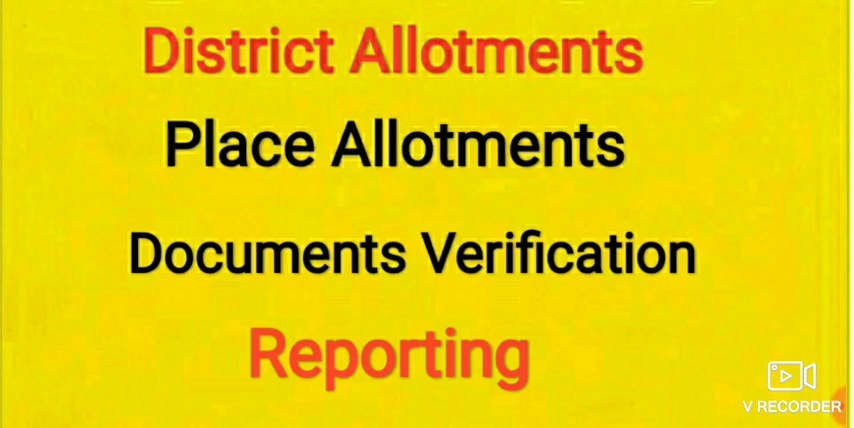 District Allotments
Place Allotments
Documents Verification
Reporting
V RECORDER